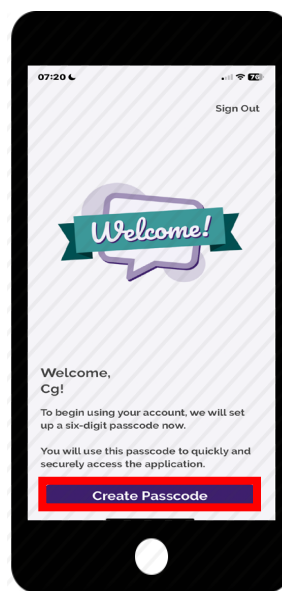 07:20
70
Sign Out
Welcome!
Welcome,
Cg!
To begin using your account, we will set
up a six-digit passcode now.
You will use this passcode to quickly and
securely access the application.
Create Passcode